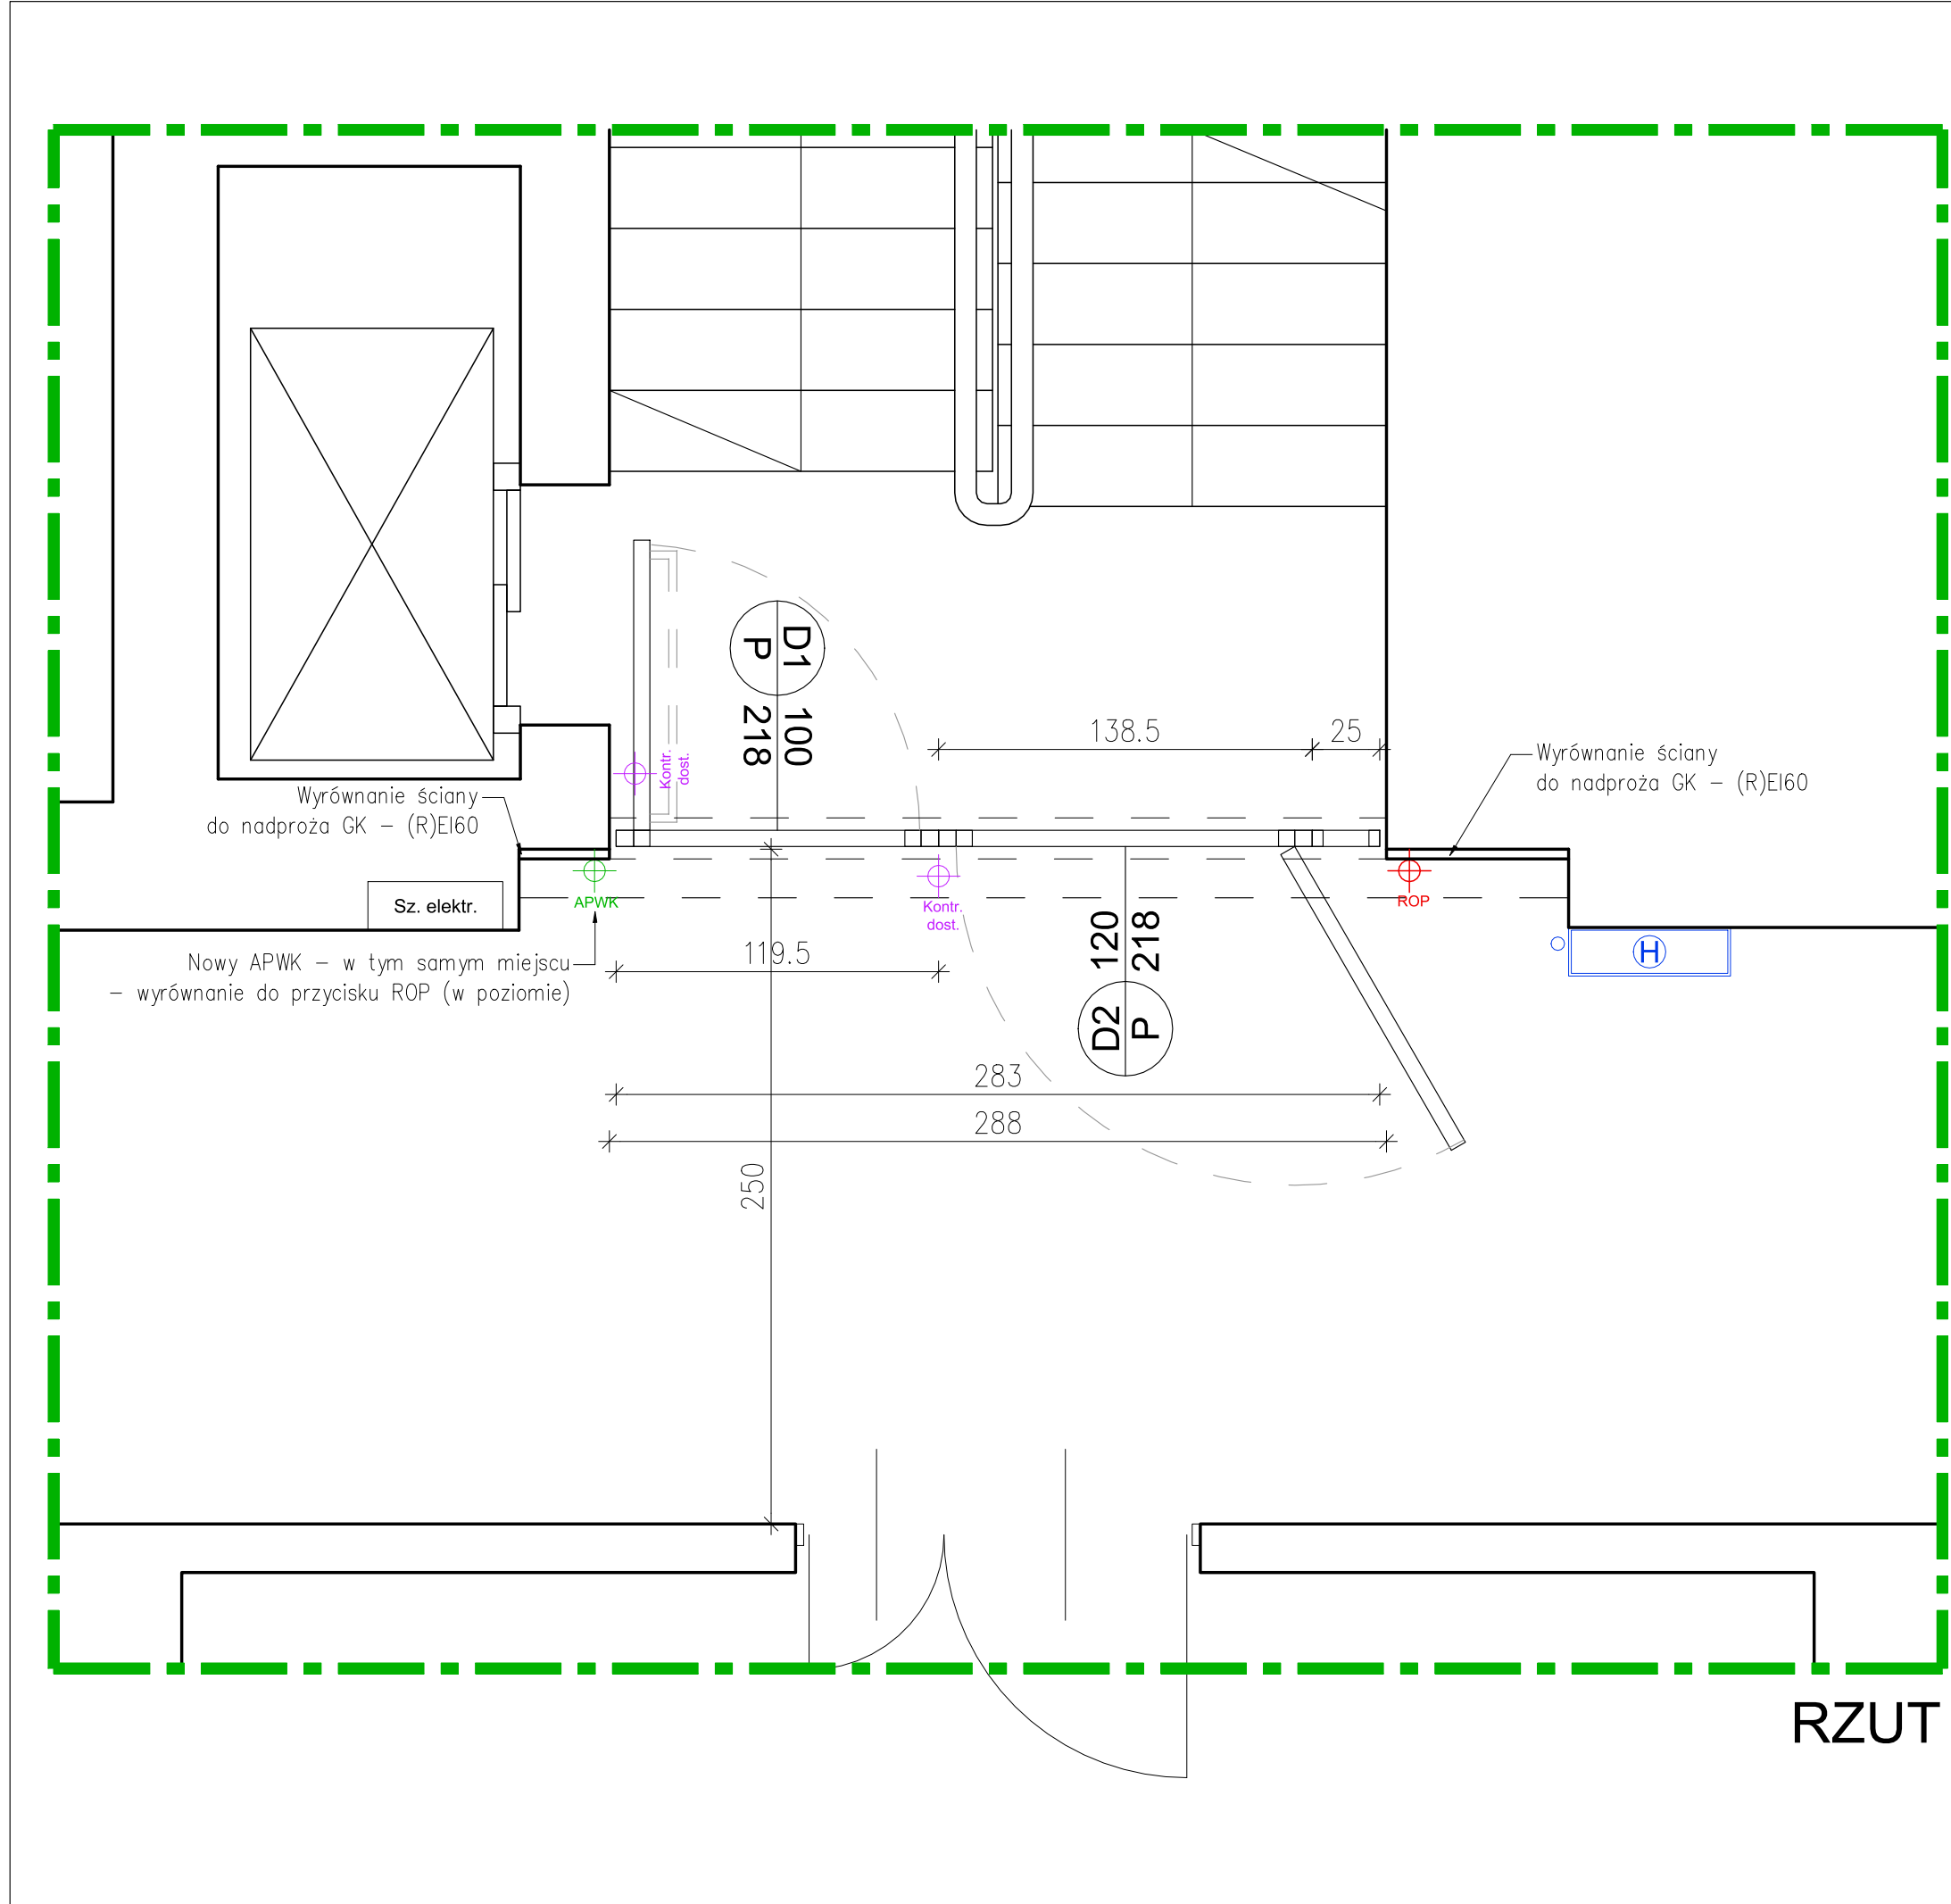 D1
P
100
218
138.5
25
Kontr.
dost.
Wyrównanie ściany
do nadproża GK – (R)EI60
Wyrównanie ściany
do nadproża GK – (R)EI60
Sz. elektr.
APWK
Kontr.
dost.
ROP
H
Nowy APWK – w tym samym miejscu
– wyrównanie do przycisku ROP (w poziomie)
119.5
120
218
D2
P
283
288
250
RZUT